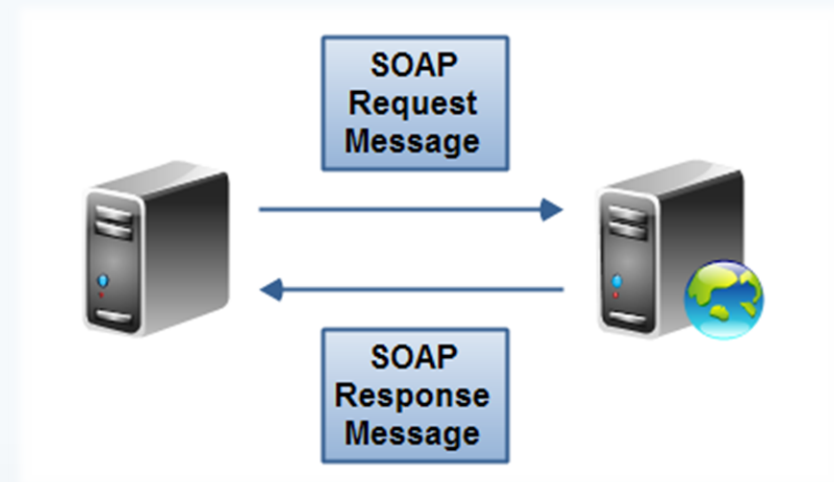 SOAP
Request
Message
SOAP
Response
Message